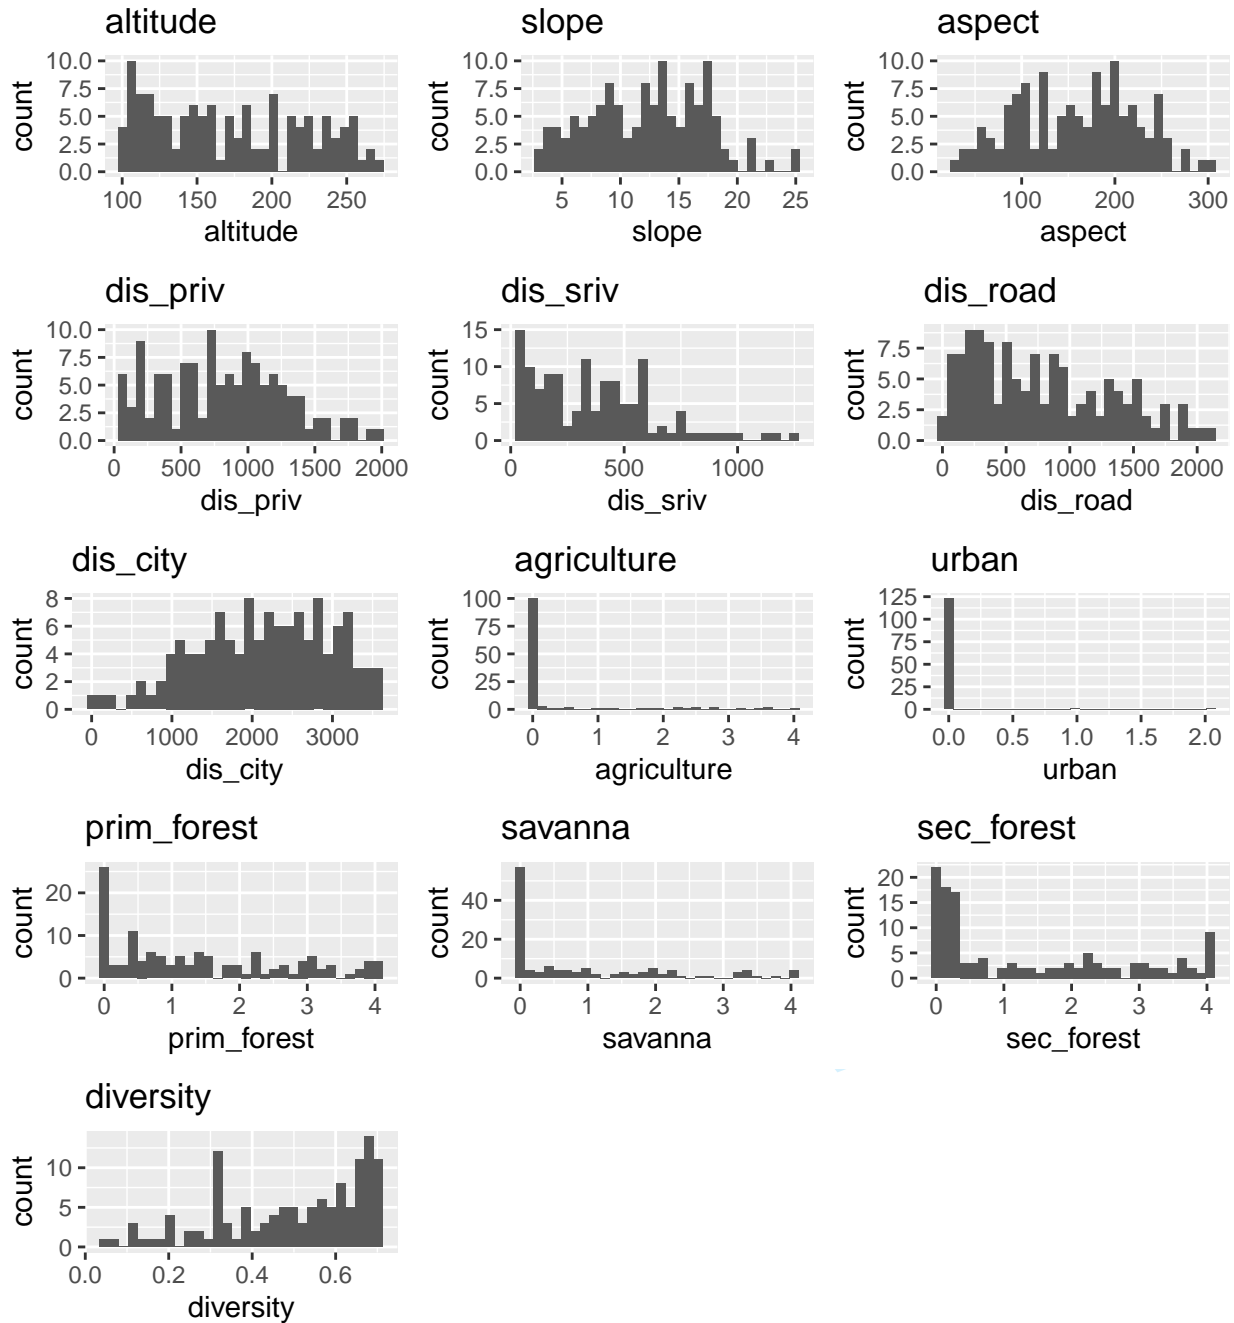 altitude slope aspect
count 10.0 7.5 5.0 2.5 0.0 count 10.0 7.5 5.0 2.5 0.0 count 10.0 7.5 5.0 2.5 0.0
100 150 200 250 5 10 15 20 25 100 200 300
altitude slope aspect
dis_priv dis_sriv dis_road
count 10.0 7.5 5.0 2.5 0.0 count 15 10 5 0 count 7.5 5.0 2.5 0.0
0 500 1000 1500 2000 0 500 1000 0 500 1000 1500 2000
dis_priv dis_sriv dis_road
dis_city agriculture urban
count 8 6 4 2 0 count 100 75 50 25 0 count 125 100 75 50 25 0
0 1000 2000 3000 0 1 2 3 4 0.0 0.5 1.0 1.5 2.0
dis_city agriculture urban
prim_forest savanna sec_forest
count 20 10 0 count 40 20 0 count 20 15 10 5 0
0 1 2 3 4 0 1 2 3 4 0 1 2 3 4
prim_forest savanna sec_forest
diversity
count 10 5 0
0.0 0.2 0.4 0.6
diversity